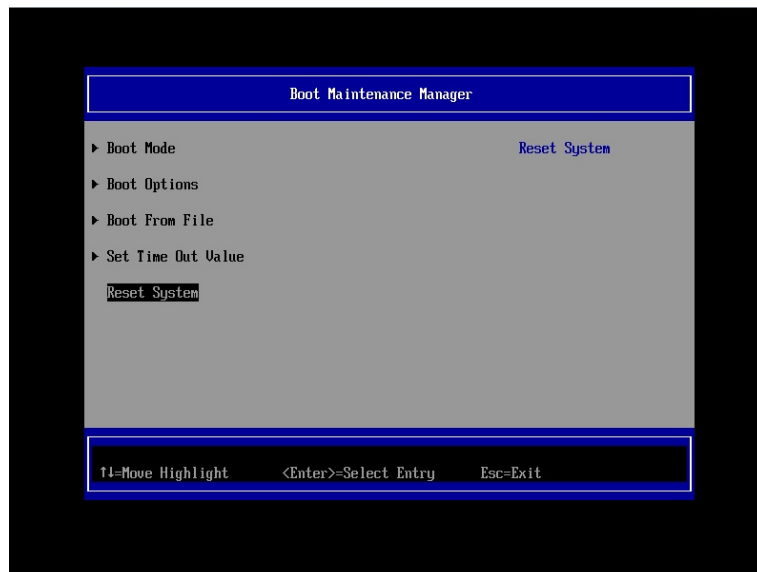 Boot Maintenance Manager
▶ Boot Mode
Reset System
▶ Boot Options
▶ Boot From File
▶ Set Time Out Value
Reset System
↑↓=Move Highlight <Enter>=Select Entry Esc=Exit